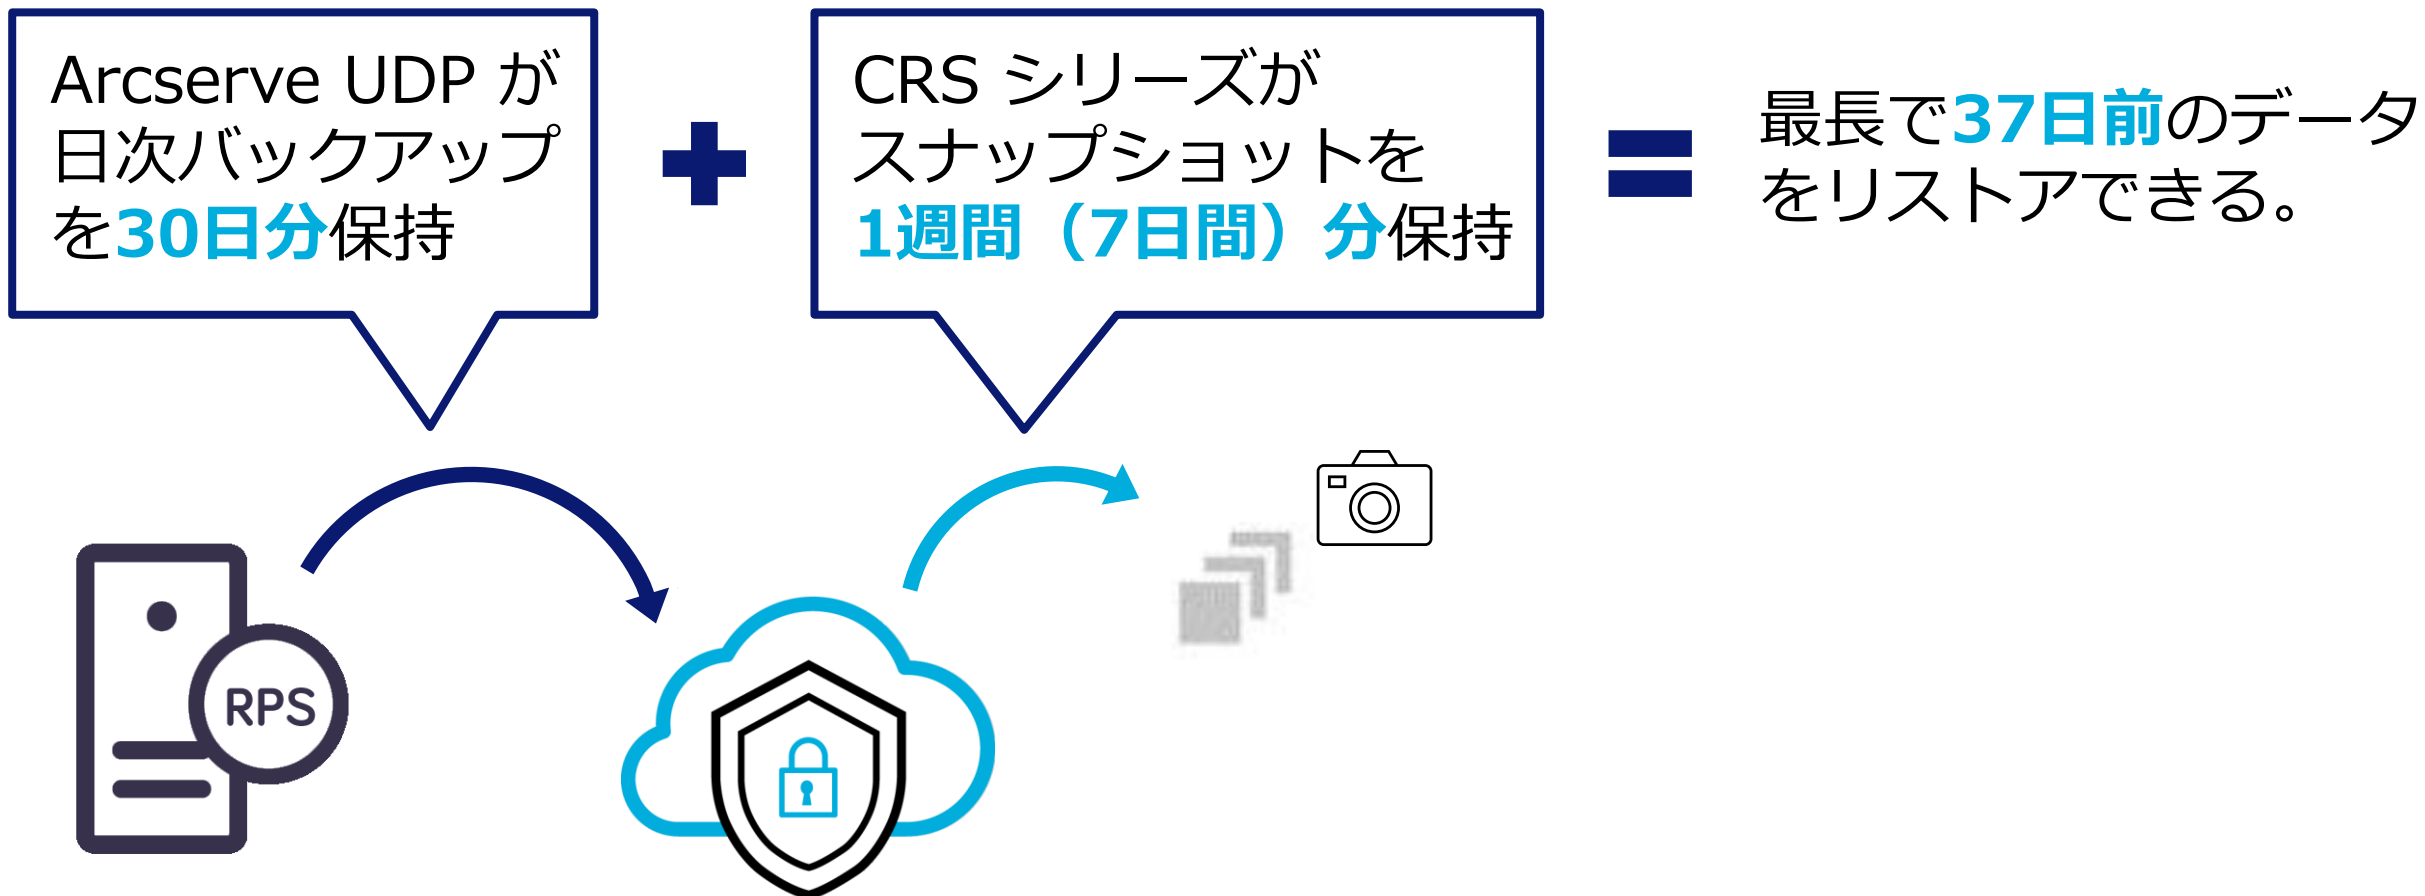 Arcserve UDP が
日次バックアップ
を30日分保持
CRS シリーズが
スナップショットを
1週間（7日間）分保持
最長で37日前のデータ
をリストアできる。
RPS